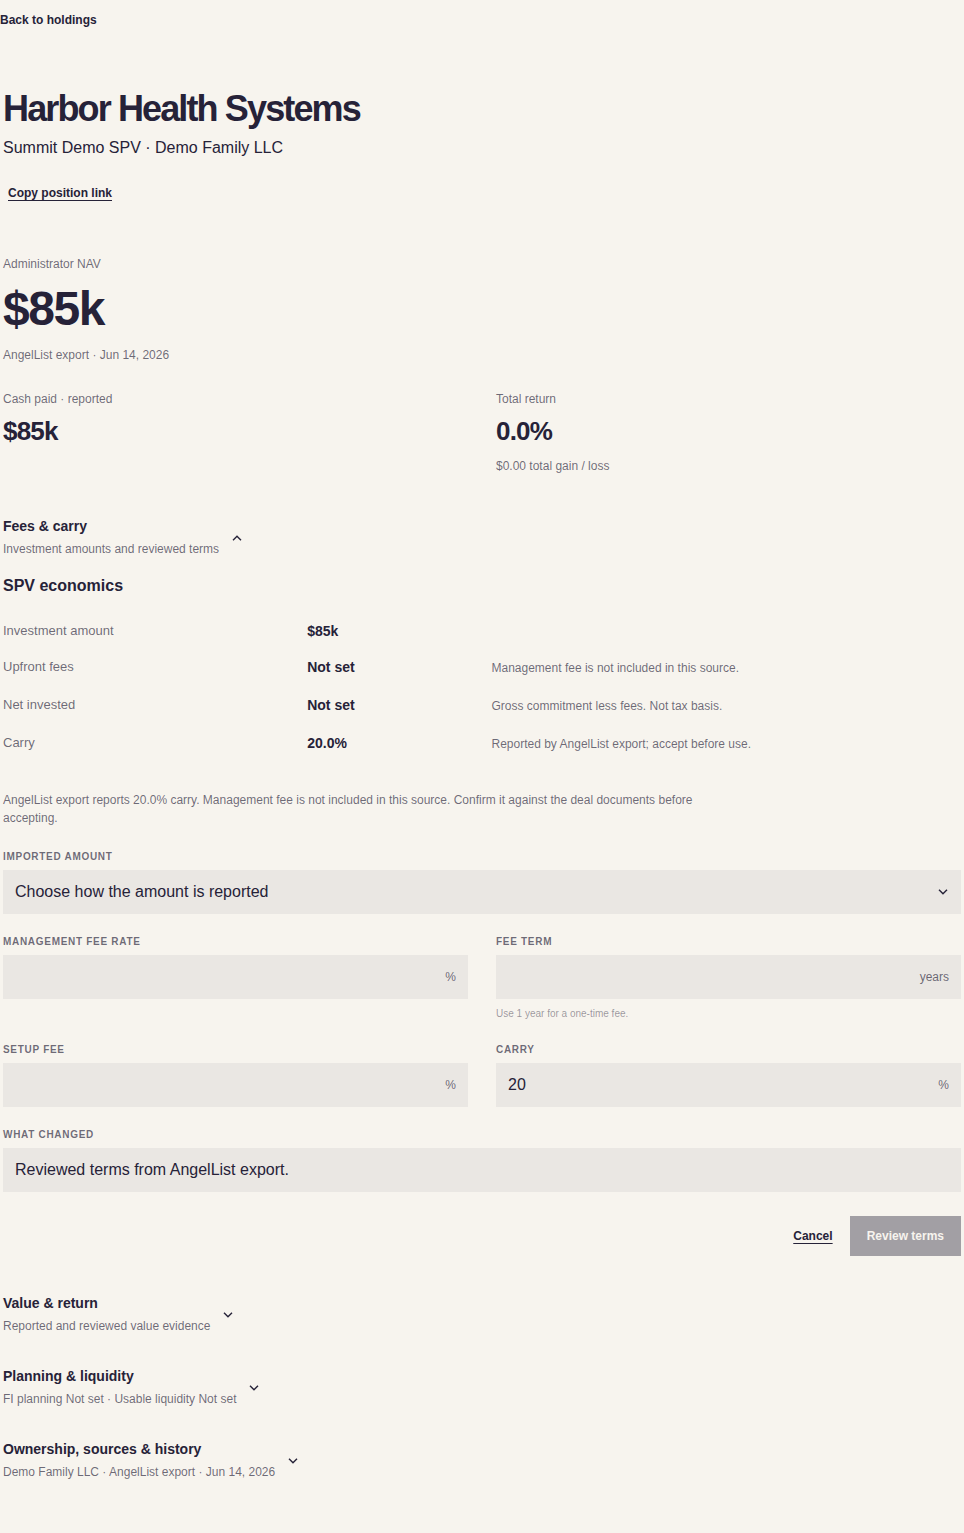 Back to holdings
Harbor Health Systems
Summit Demo SPV · Demo Family LLC
Copy position link
Administrator NAV
$85k
AngelList export · Jun 14, 2026
Cash paid · reported
$85k
Total return
0.0%
$0.00 total gain / loss
Fees & carry
Investment amounts and reviewed terms
SPV economics
Investment amount $85k
Upfront fees Not set Management fee is not included in this source.
Net invested Not set Gross commitment less fees. Not tax basis.
Carry 20.0% Reported by AngelList export; accept before use.
AngelList export reports 20.0% carry. Management fee is not included in this source. Confirm it against the deal documents before
accepting.
IMPORTED AMOUNT
Choose how the amount is reported
MANAGEMENT FEE RATE
%
FEE TERM
years
Use 1 year for a one-time fee.
SETUP FEE
%
CARRY
20 %
WHAT CHANGED
Reviewed terms from AngelList export.
Cancel Review terms
Value & return
Reported and reviewed value evidence
Planning & liquidity
FI planning Not set · Usable liquidity Not set
Ownership, sources & history
Demo Family LLC · AngelList export · Jun 14, 2026